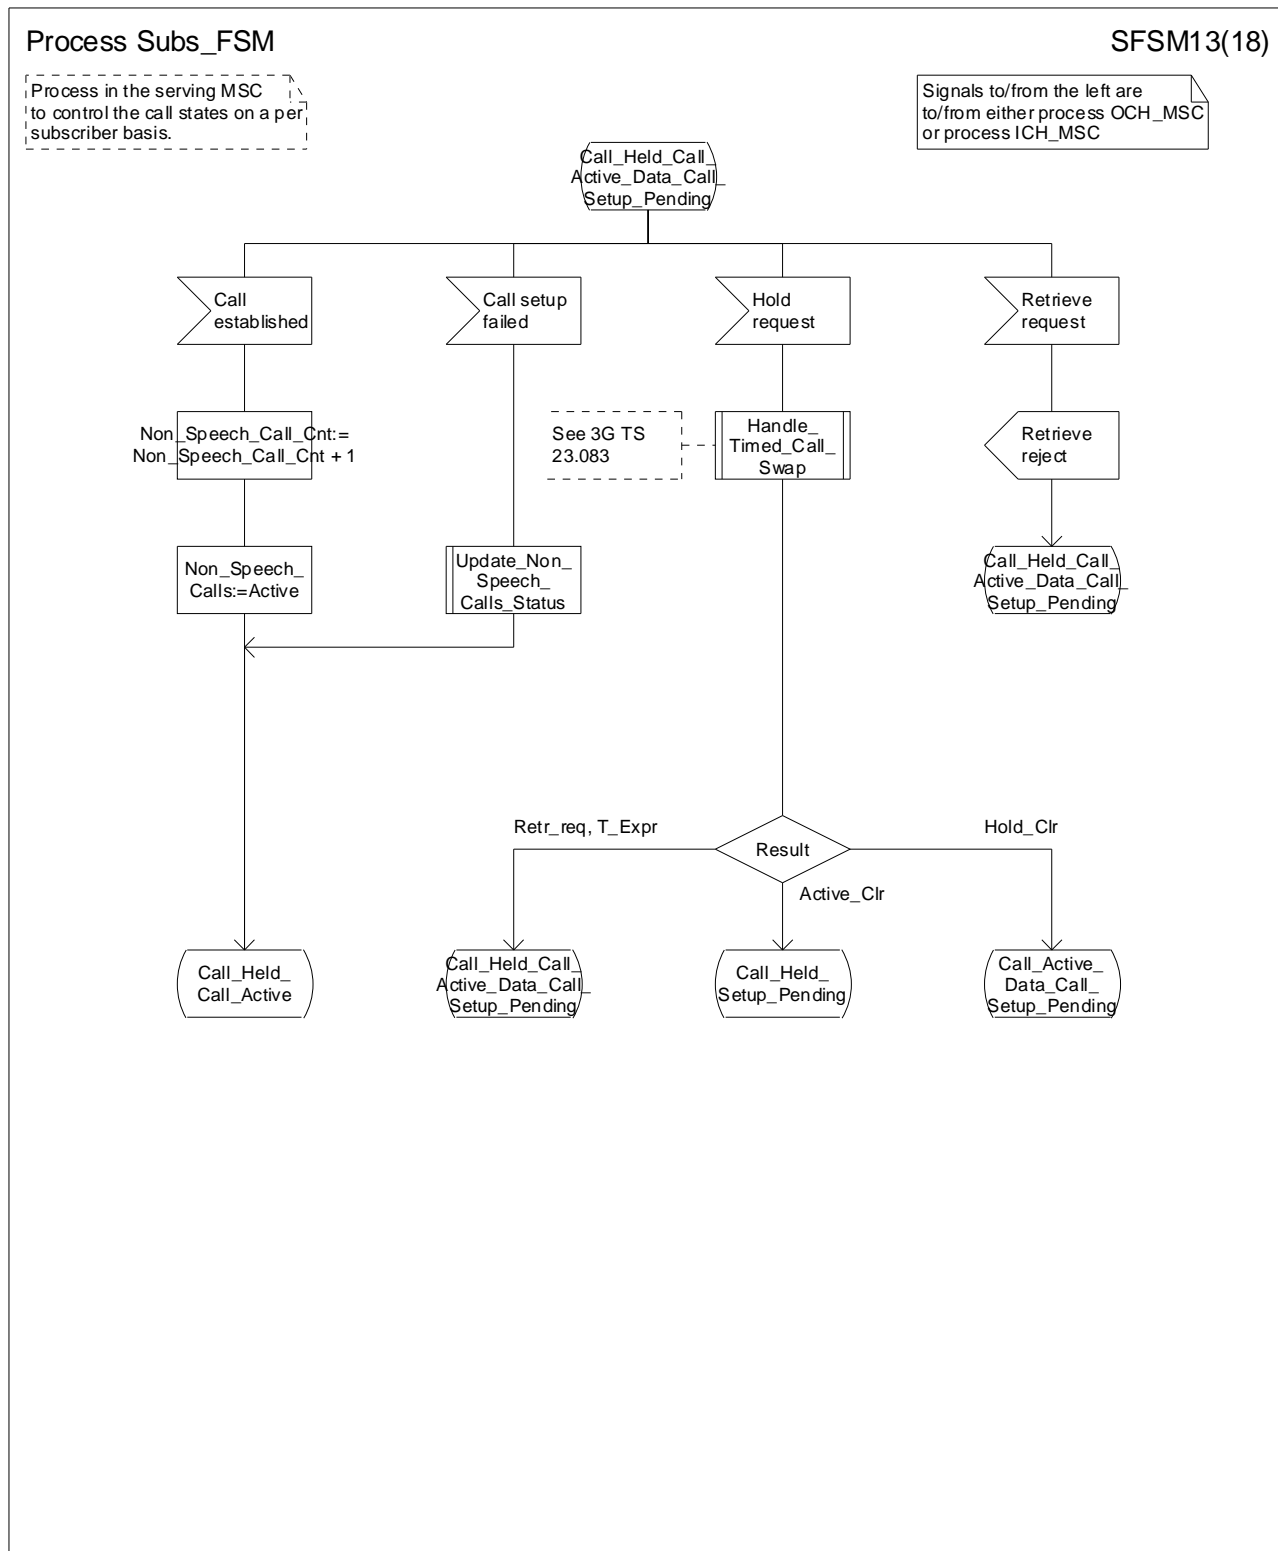 Process Subs_FSM
SFSM13(18)
Process in the serving MSC
to control the call states on a per
subscriber basis.
Signals to/from the left are
to/from either process OCH_MSC
or process ICH_MSC
Call_Held_Call_
Active_Data_Call_
Setup_Pending
Call
established
Call setup
failed
Hold
request
Retrieve
request
Non_Speech_Call_Cnt:=
Non_Speech_Call_Cnt + 1
See 3G TS
23.083
Handle_
Timed_Call_
Swap
Retrieve
reject
Non_Speech_
Calls:=Active
Update_Non_
Speech_
Calls_Status
Call_Held_Call_
Active_Data_Call_
Setup_Pending
Retr_req, T_Expr
Result
Hold_Clr
Active_Clr
Call_Held_
Call_Active
Call_Held_Call_
Active_Data_Call_
Setup_Pending
Call_Held_
Setup_Pending
Call_Active_
Data_Call_
Setup_Pending